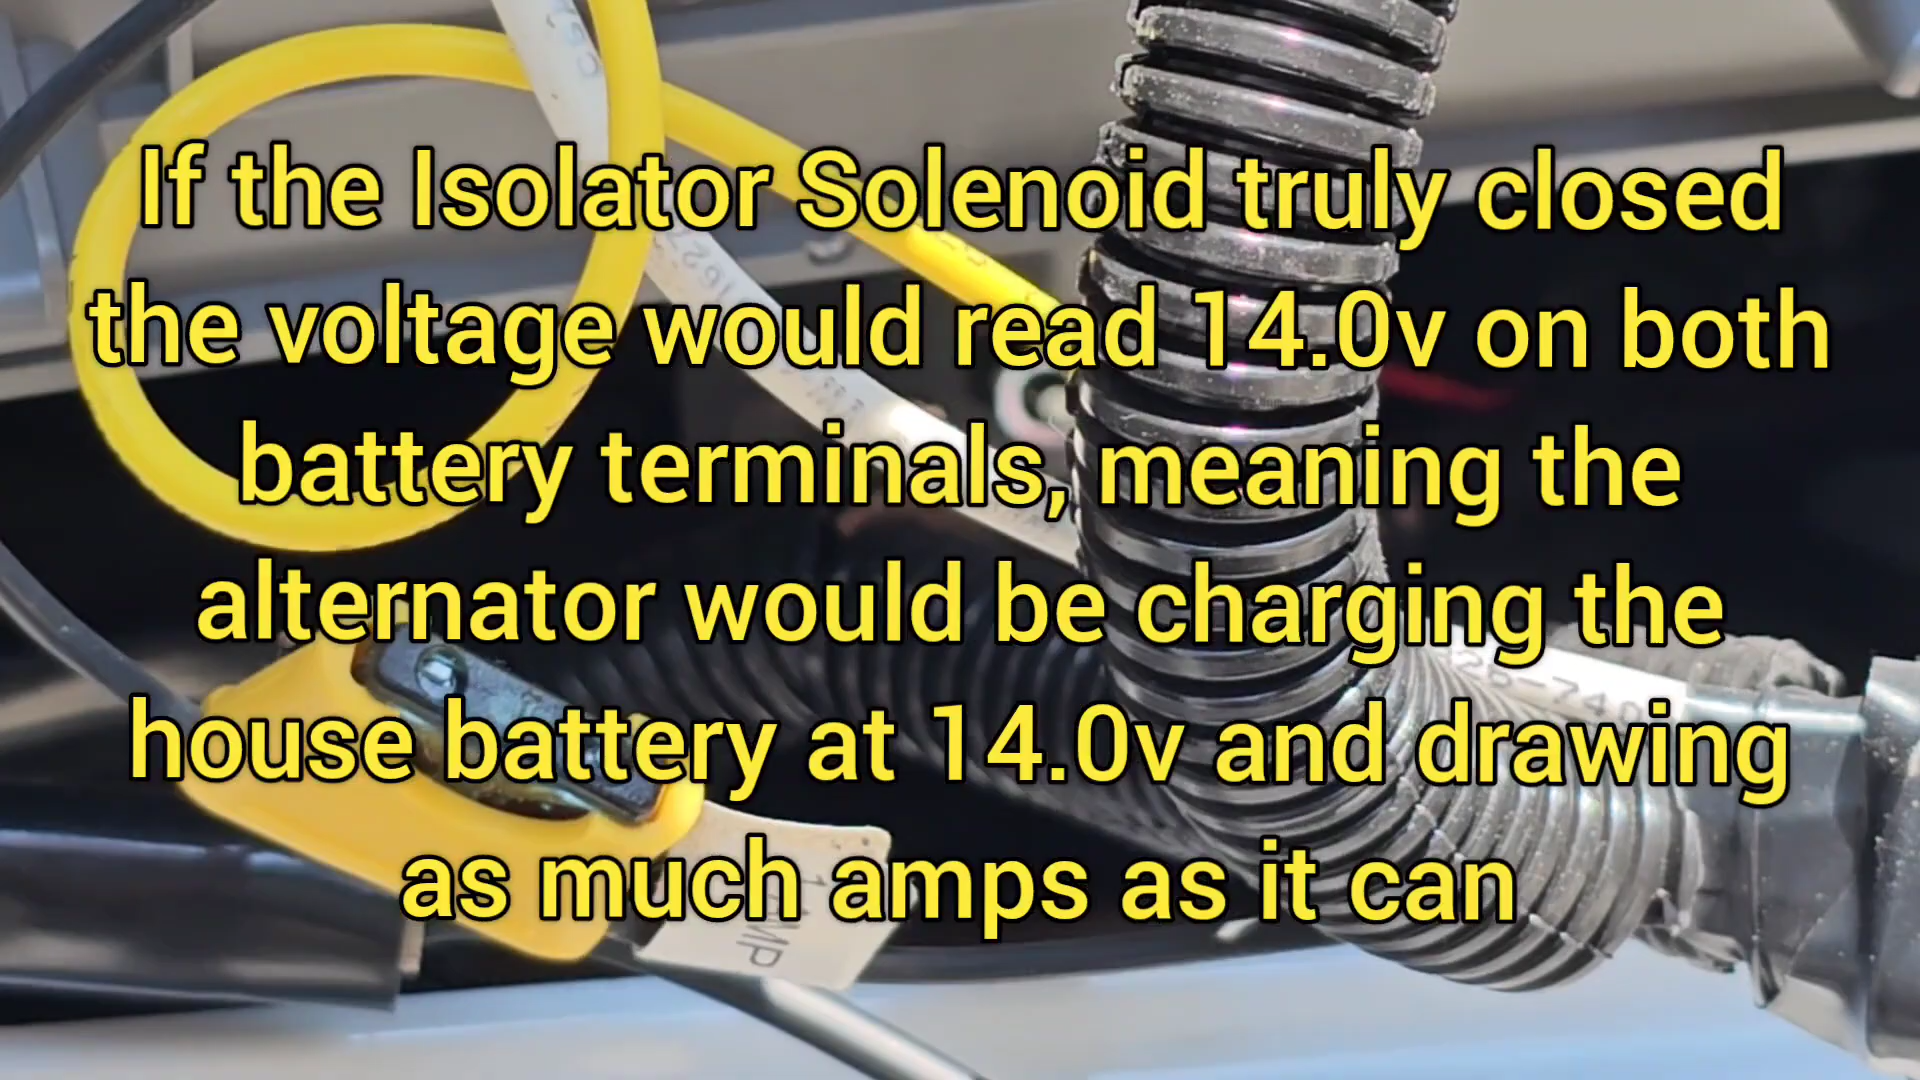 If the Isolator Solenoid truly closed
the voltage would read 14.0v on both
battery terminals, meaning the
alternator would be charging the
house battery at 14.0v and drawing
as much amps as it can